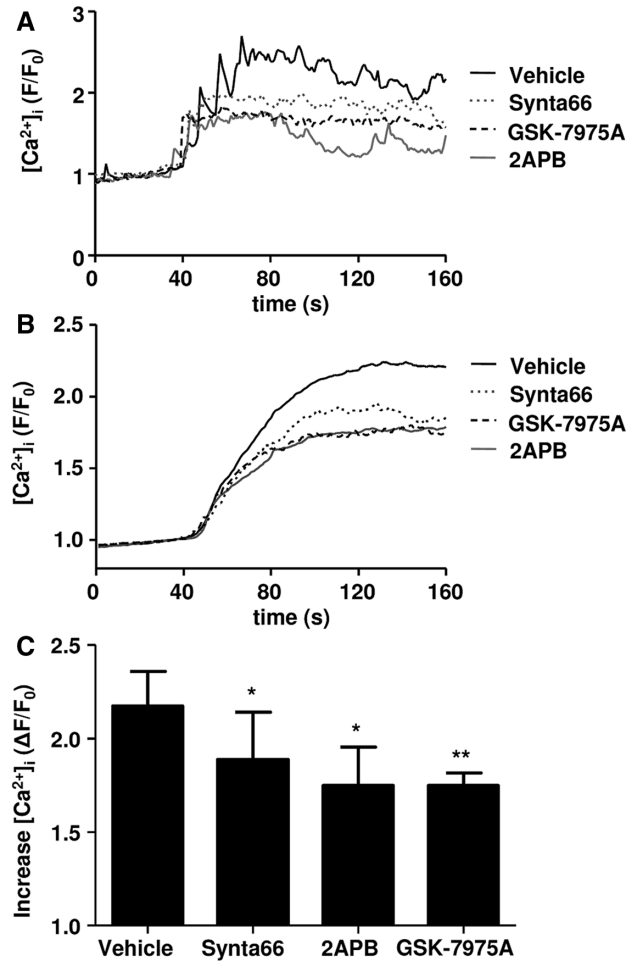 A
[Ca²⁺]ᵢ (F/F₀)
3
2
1
0
0 40 80 120 160
time (s)
Vehicle
Synta66
GSK-7975A
2APB
B
[Ca²⁺]ᵢ (F/F₀)
2.5
2.0
1.5
1.0
0 40 80 120 160
time (s)
Vehicle
Synta66
GSK-7975A
2APB
C
Increase [Ca²⁺]ᵢ (ΔF/F₀)
2.5
2.0
1.5
1.0
* * **
Vehicle Synta66 2APB GSK-7975A